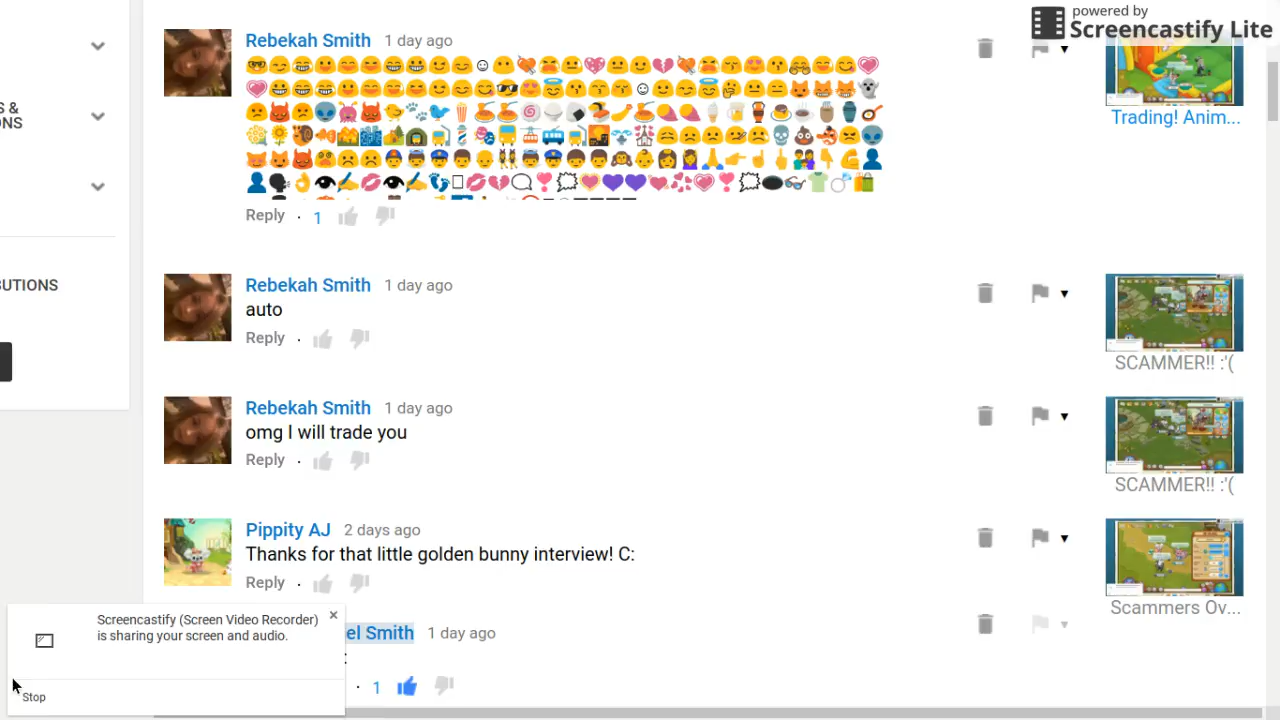 powered by
Screencastify Lite
Rebekah Smith 1 day ago
Trading! Anim...
S &
ONS
Reply · 1
Rebekah Smith 1 day ago
auto
Reply ·
SCAMMER!! :'(
UTIONS
Rebekah Smith 1 day ago
omg I will trade you
Reply ·
SCAMMER!! :'(
Pippity AJ 2 days ago
Thanks for that little golden bunny interview! C:
Reply ·
Scammers Ov...
Screencastify (Screen Video Recorder)
is sharing your screen and audio.
Stop
el Smith 1 day ago
:
· 1